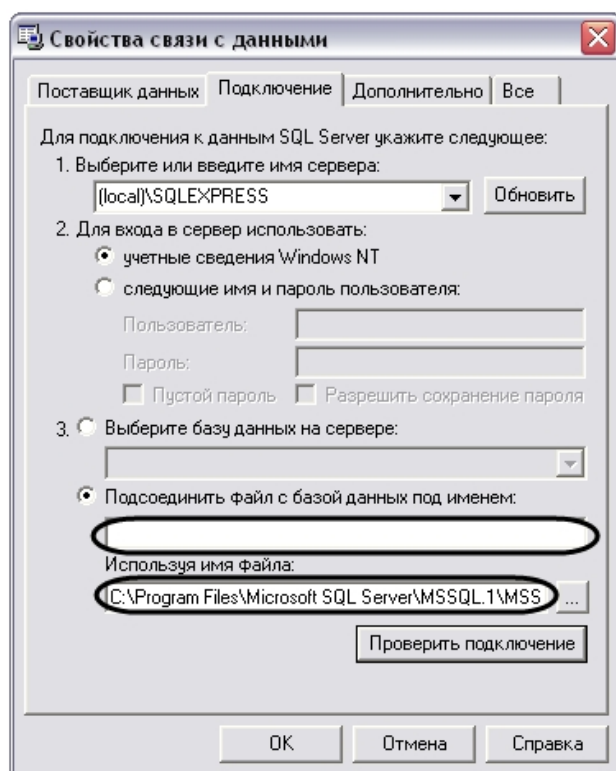 Свойства связи с данными
Поставщик данных Подключение Дополнительно Все
Для подключения к данным SQL Server укажите следующее:
1. Выберите или введите имя сервера:
(local)\SQLEXPRESS Обновить
2. Для входа в сервер использовать:
учетные сведения Windows NT
следующие имя и пароль пользователя:
Пользователь:
Пароль:
Пустой пароль Разрешить сохранение пароля
3. Выберите базу данных на сервере:
Подсоединить файл с базой данных под именем:
Используя имя файла:
C:\Program Files\Microsoft SQL Server\MSSQL.1\MSS ...
Проверить подключение
OK Отмена Справка